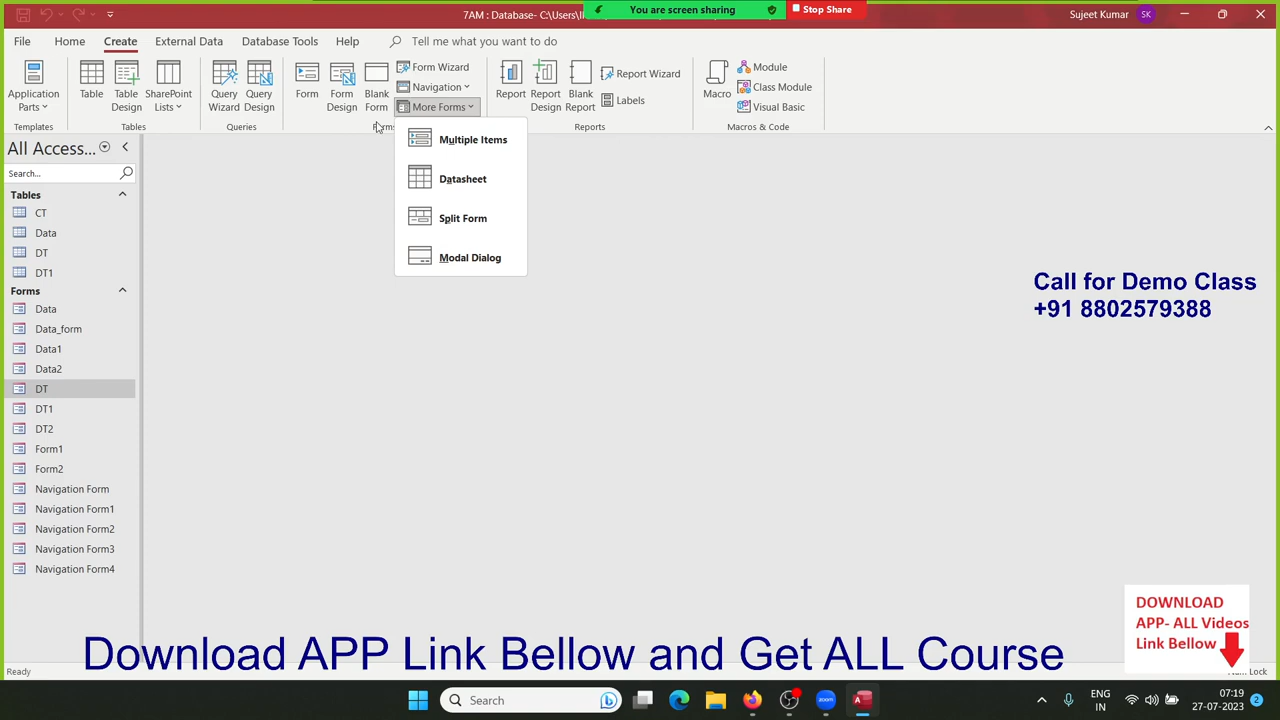 7AM : Database- C:\Users\
You are screen sharing
Stop Share
Sujeet Kumar
SK
File
Home
Create
External Data
Database Tools
Help
Tell me what you want to do
Application Parts
Table
Table Design
SharePoint Lists
Query Wizard
Query Design
Form
Form Design
Blank Form
Form Wizard
Navigation
More Forms
Report
Report Design
Blank Report
Report Wizard
Labels
Macro
Module
Class Module
Visual Basic
Templates
Tables
Queries
Forms
Reports
Macros & Code
Multiple Items
Datasheet
Split Form
Modal Dialog
All Access...
Search...
Tables
CT
Data
DT
DT1
Forms
Data
Data_form
Data1
Data2
DT
DT1
DT2
Form1
Form2
Navigation Form
Navigation Form1
Navigation Form2
Navigation Form3
Navigation Form4
Call for Demo Class
+91 8802579388
DOWNLOAD
APP- ALL Videos
Link Bellow
Download APP Link Bellow and Get ALL Course
Ready
Num Lock
Search
zoom
A
ENG
IN
07:19
27-07-2023
2